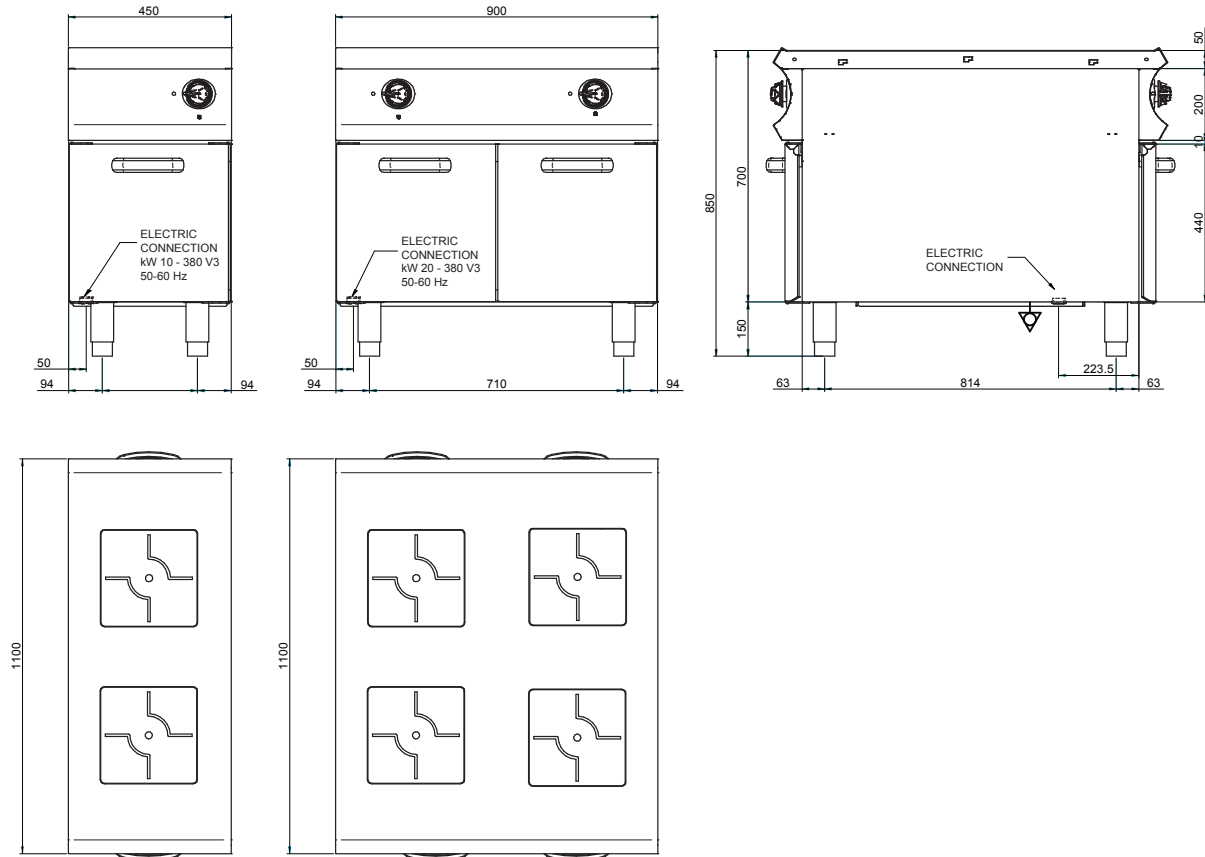 450
ELECTRIC
CONNECTION
kW 10 - 380 V3
50-60 Hz
50
94
94
900
ELECTRIC
CONNECTION
kW 20 - 380 V3
50-60 Hz
50
94
710
94
50
200
10
440
850
700
150
ELECTRIC
CONNECTION
223.5
63
814
63
1100
1100